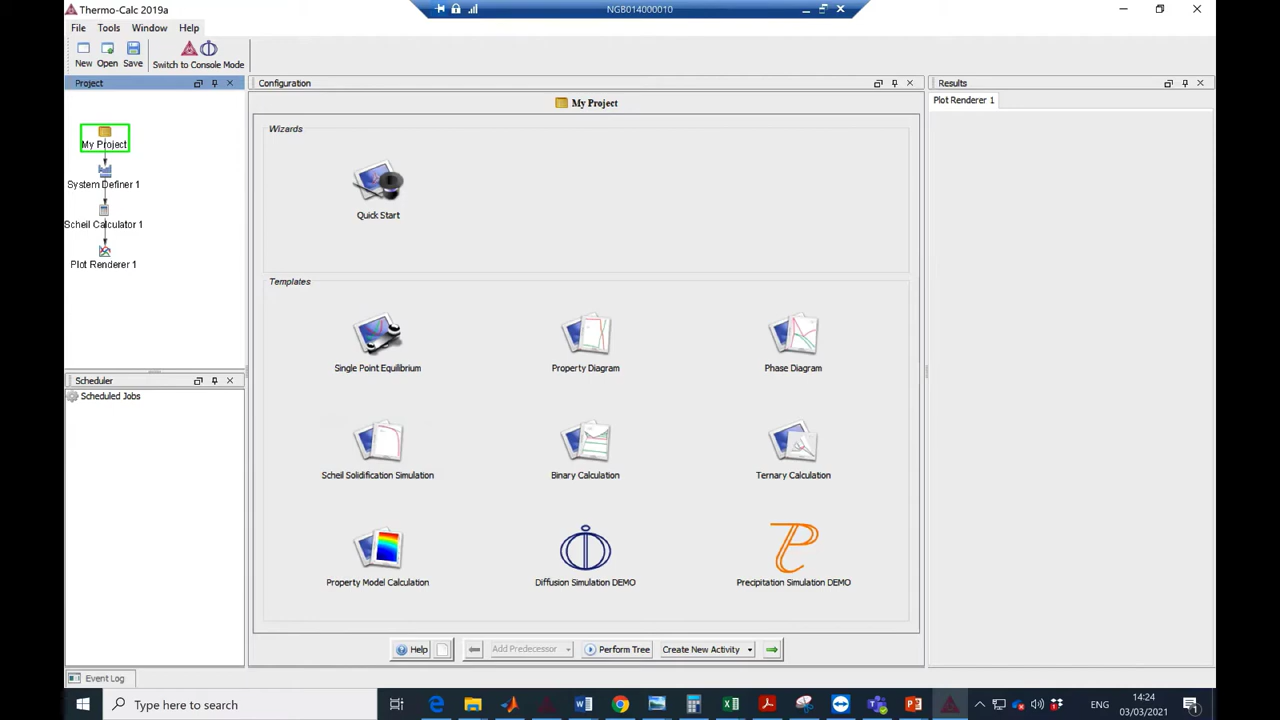 Thermo-Calc 2019a
NGB014000010
File Tools Window Help
New Open Save Switch to Console Mode
Project
Configuration
Results
My Project
Plot Renderer 1
Wizards
My Project
System Definer 1
Scheil Calculator 1
Plot Renderer 1
Quick Start
Templates
Single Point Equilibrium
Property Diagram
Phase Diagram
Scheduler
Scheduled Jobs
Scheil Solidification Simulation
Binary Calculation
Ternary Calculation
Property Model Calculation
Diffusion Simulation DEMO
Precipitation Simulation DEMO
Help
Add Predecessor
Perform Tree
Create New Activity
Event Log
Type here to search
ENG
14:24
03/03/2021